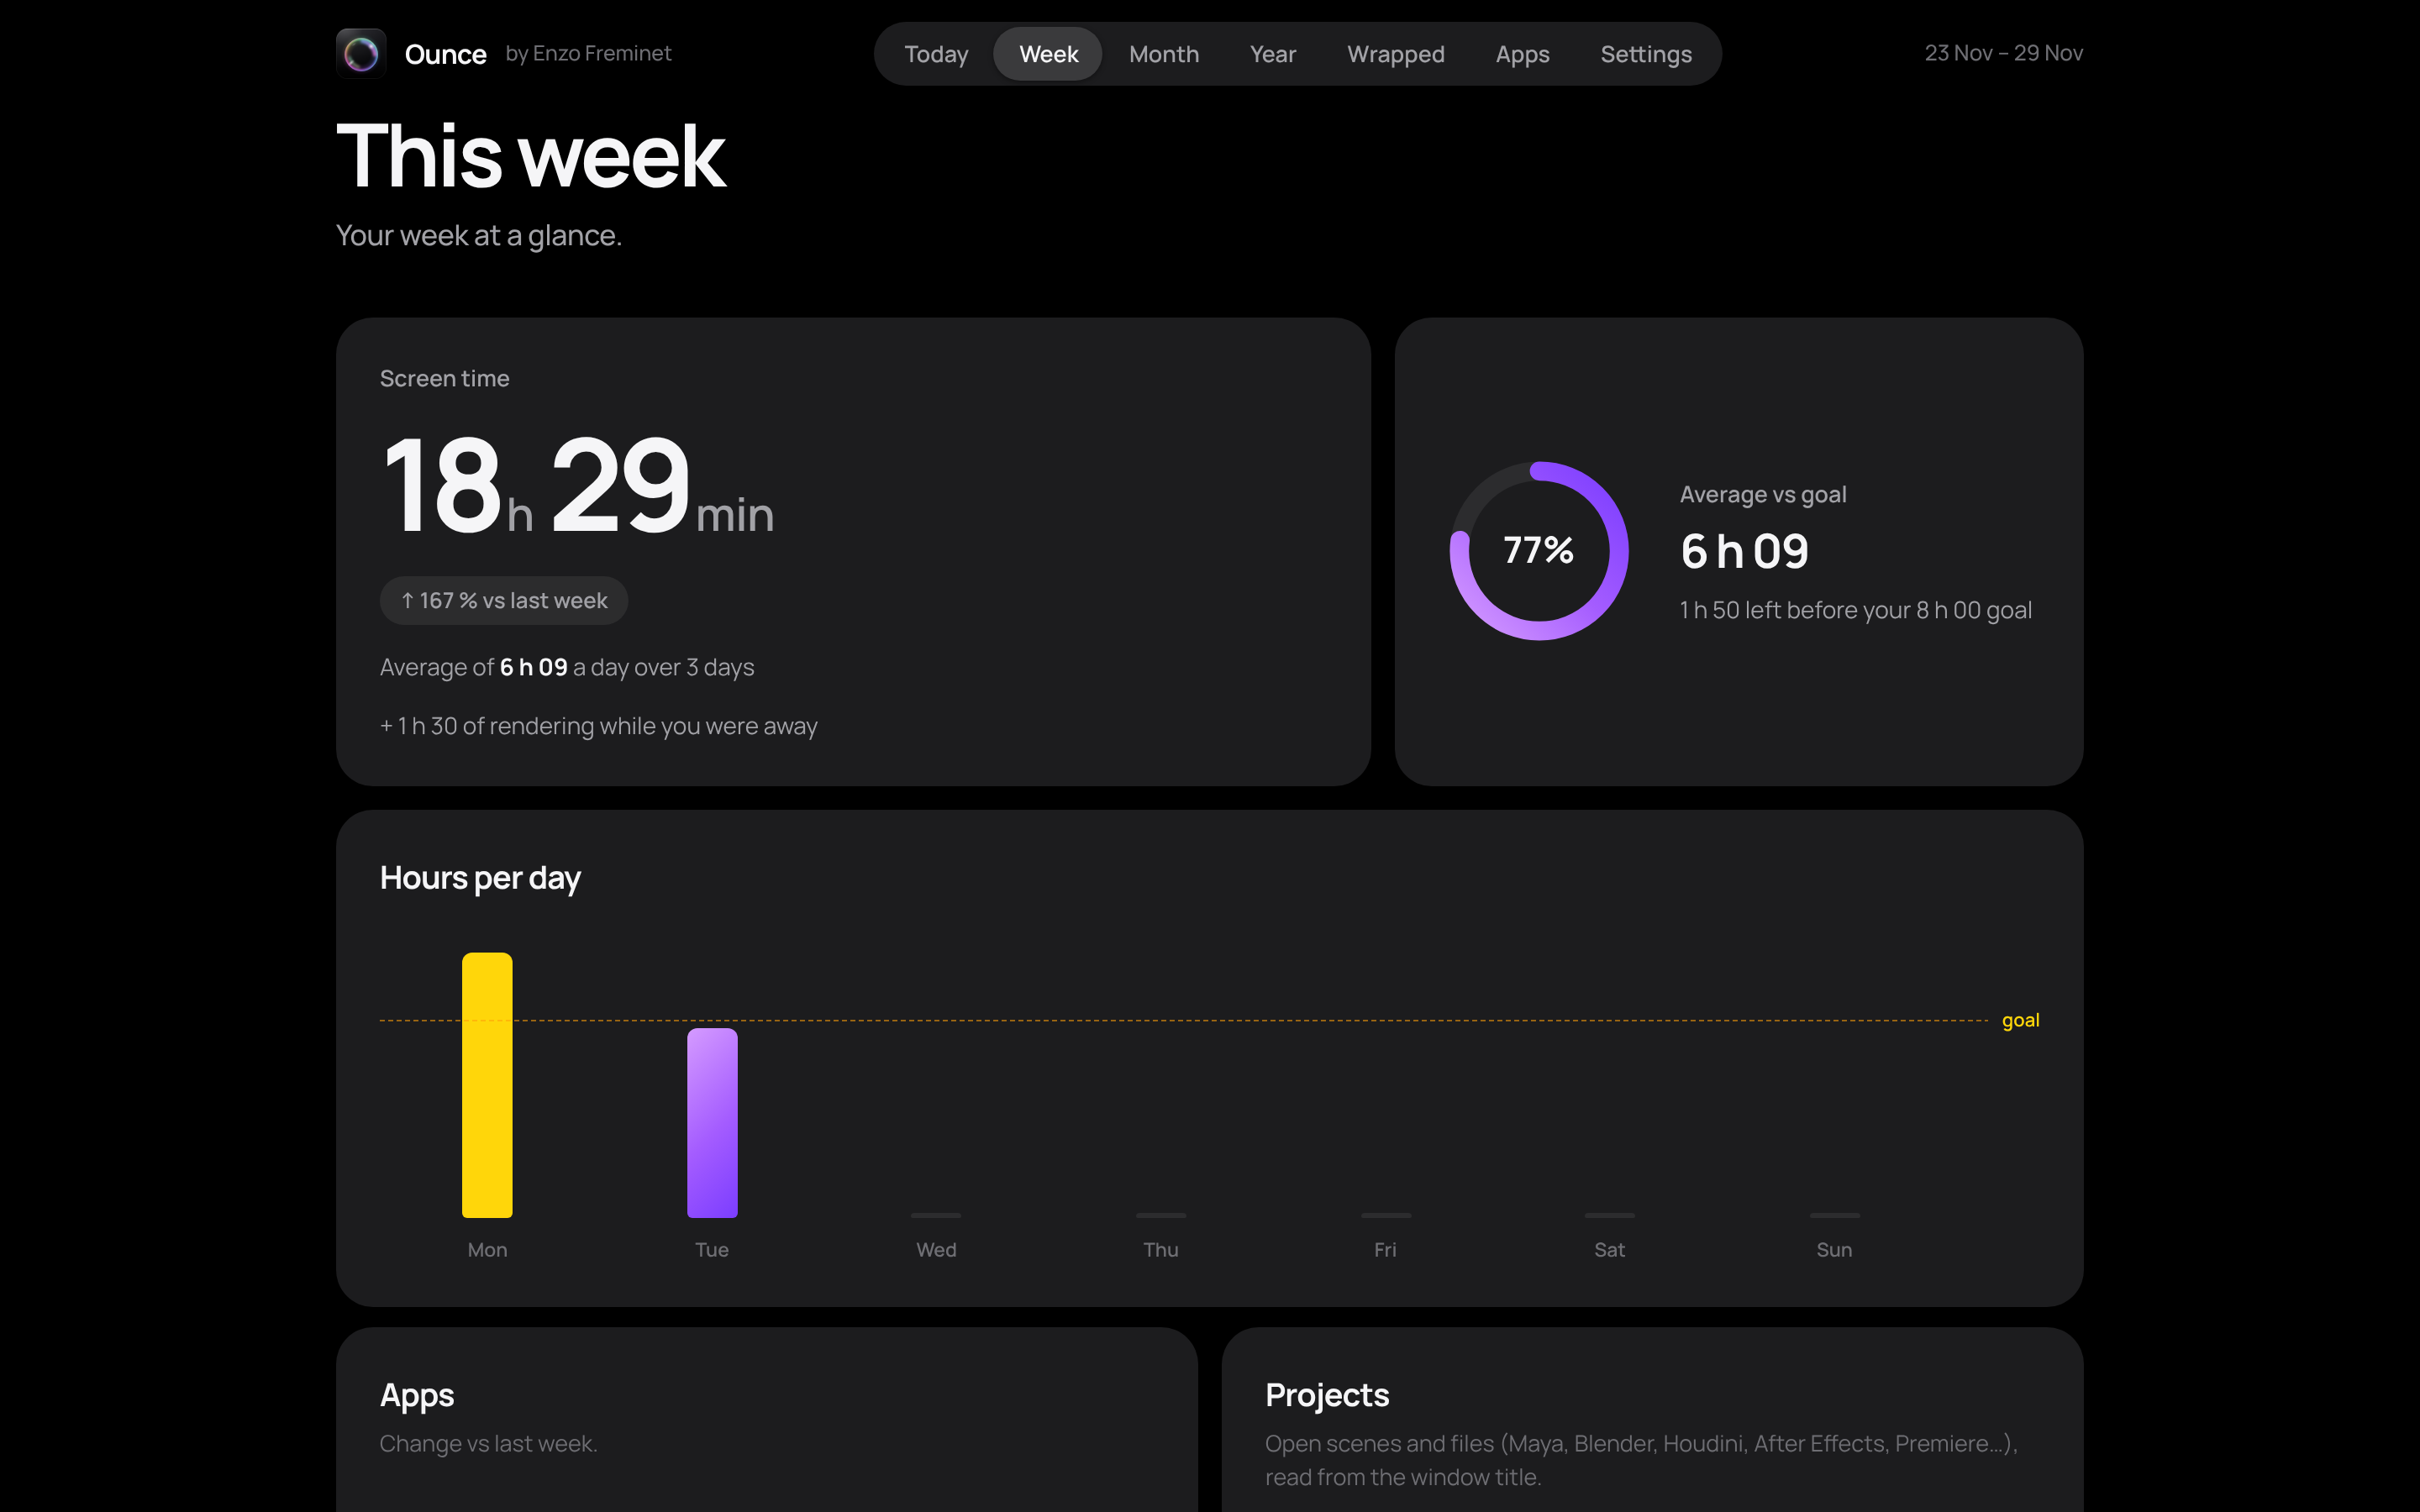 Ounce by Enzo Freminet
Today Week Month Year Wrapped Apps Settings
23 Nov – 29 Nov
This week
Your week at a glance.
Screen time
18h 29min
↑ 167 % vs last week
Average of 6 h 09 a day over 3 days
+ 1 h 30 of rendering while you were away
77%
Average vs goal
6 h 09
1 h 50 left before your 8 h 00 goal
Hours per day
goal
Mon Tue Wed Thu Fri Sat Sun
Apps
Change vs last week.
Projects
Open scenes and files (Maya, Blender, Houdini, After Effects, Premiere...),
read from the window title.